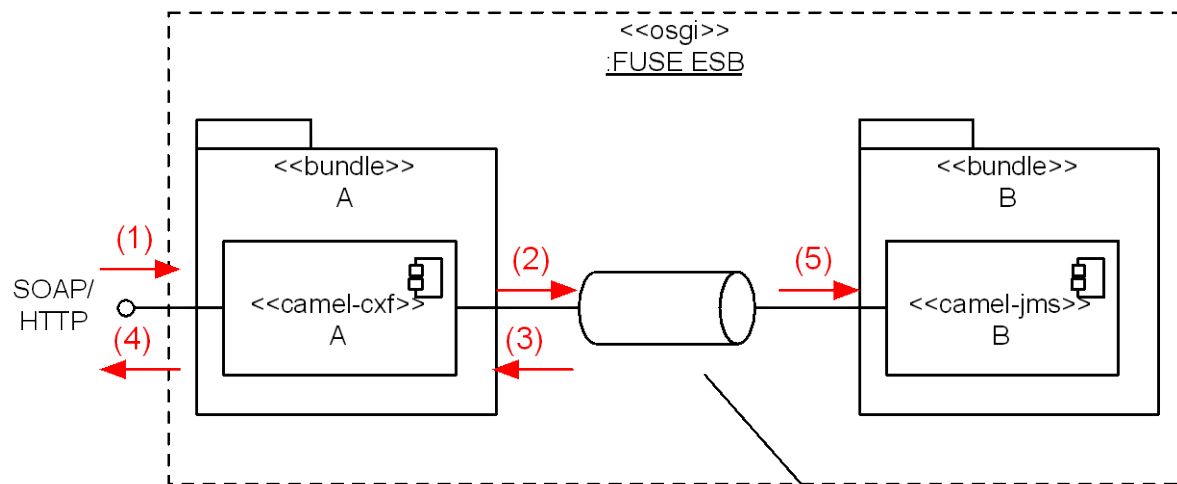 <<osgi>>
:FUSE ESB
<<bundle>>
A
<<bundle>>
B
(1)
(2)
(5)
SOAP/
HTTP
<<camel-cxf>>
A
<<camel-jms>>
B
(4)
(3)